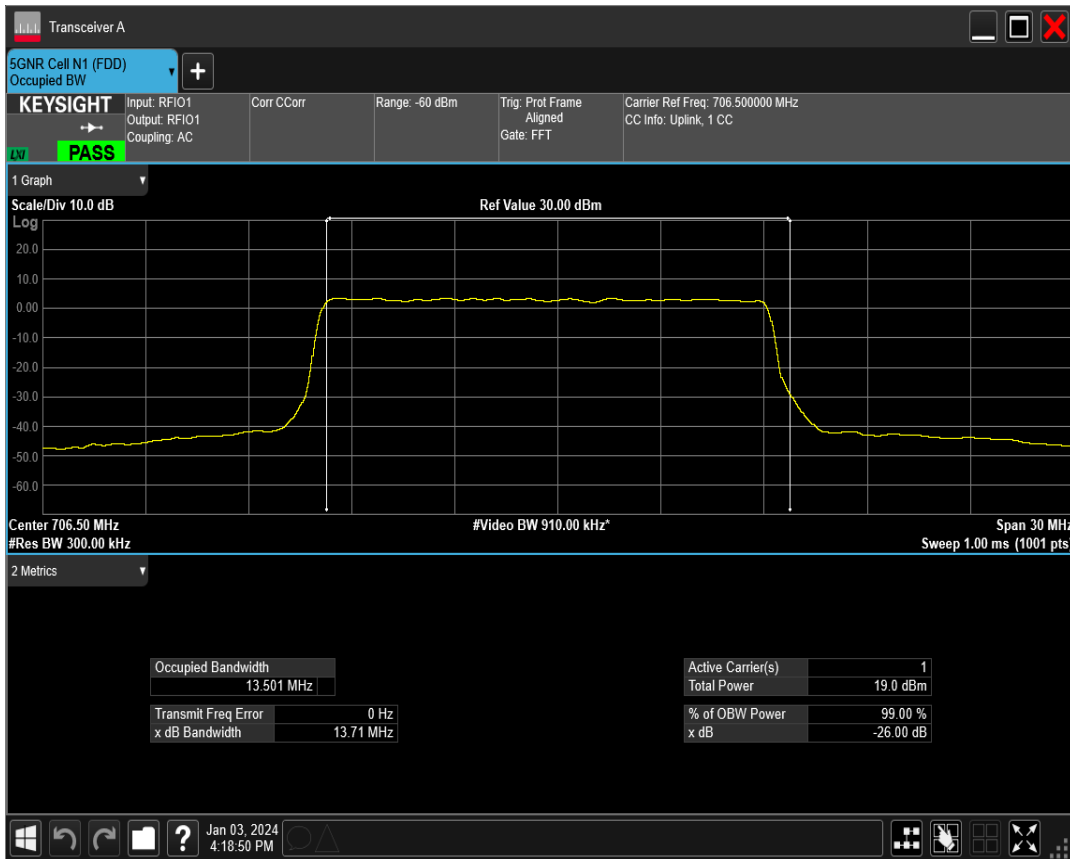 Transceiver A
5GNR Cell N1 (FDD)
Occupied BW
+
KEYSIGHT
LXI
PASS
Input: RFIO1
Output: RFIO1
Coupling: AC
Corr CCorr
Range: -60 dBm
Trig: Prot Frame
Aligned
Gate: FFT
Carrier Ref Freq: 706.500000 MHz
CC Info: Uplink, 1 CC
1 Graph
Scale/Div 10.0 dB
Ref Value 30.00 dBm
Log
20.0
10.0
0.00
-10.0
-20.0
-30.0
-40.0
-50.0
-60.0
Center 706.50 MHz
#Video BW 910.00 kHz*
Span 30 MHz
#Res BW 300.00 kHz
Sweep 1.00 ms (1001 pts)
2 Metrics
Occupied Bandwidth
13.501 MHz
Transmit Freq Error 0 Hz
x dB Bandwidth 13.71 MHz
Active Carrier(s) 1
Total Power 19.0 dBm
% of OBW Power 99.00 %
x dB -26.00 dB
?
Jan 03, 2024
4:18:50 PM